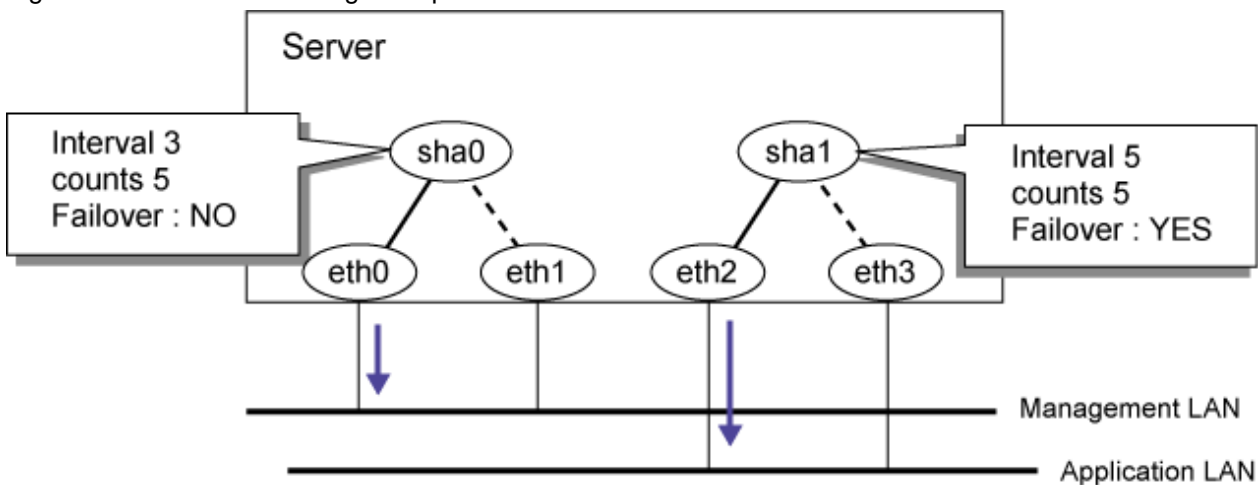 Server
Interval 3
counts 5
Failover : NO
sha0
sha1
Interval 5
counts 5
Failover : YES
eth0
eth1
eth2
eth3
Management LAN
Application LAN